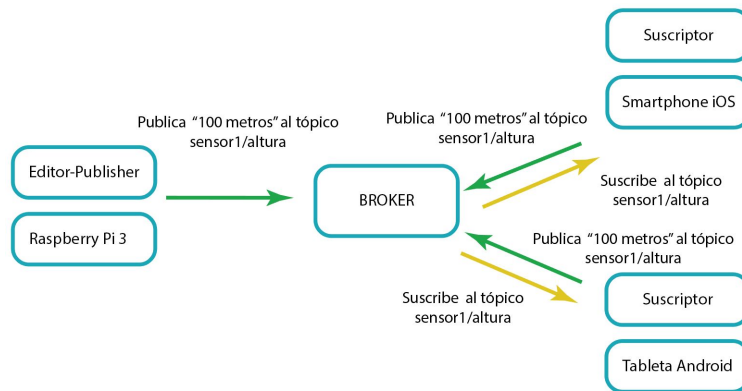 Suscriptor
Smartphone iOS
Publica “100 metros” al tópico
sensor1/altura
Publica “100 metros” al tópico
sensor1/altura
Editor-Publisher
Raspberry Pi 3
BROKER
Suscribe al tópico
sensor1/altura
Publica “100 metros” al tópico
sensor1/altura
Suscribe al tópico
sensor1/altura
Suscriptor
Tableta Android